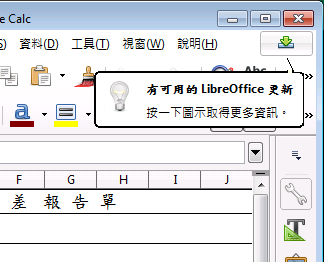 e Calc
S) 資料(D) 工具(T) 視窗(W) 說明(H)
Abc
有可用的 LibreOffice 更新
按一下圖示取得更多資訊。
a
F G H I J
差 報 告 單
T